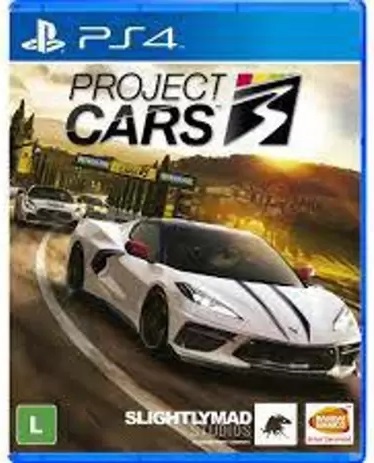 PS4
PROJECT
CARS 3
L
SLIGHTLYMAD
STUDIOS
BANDAI
NAMCO